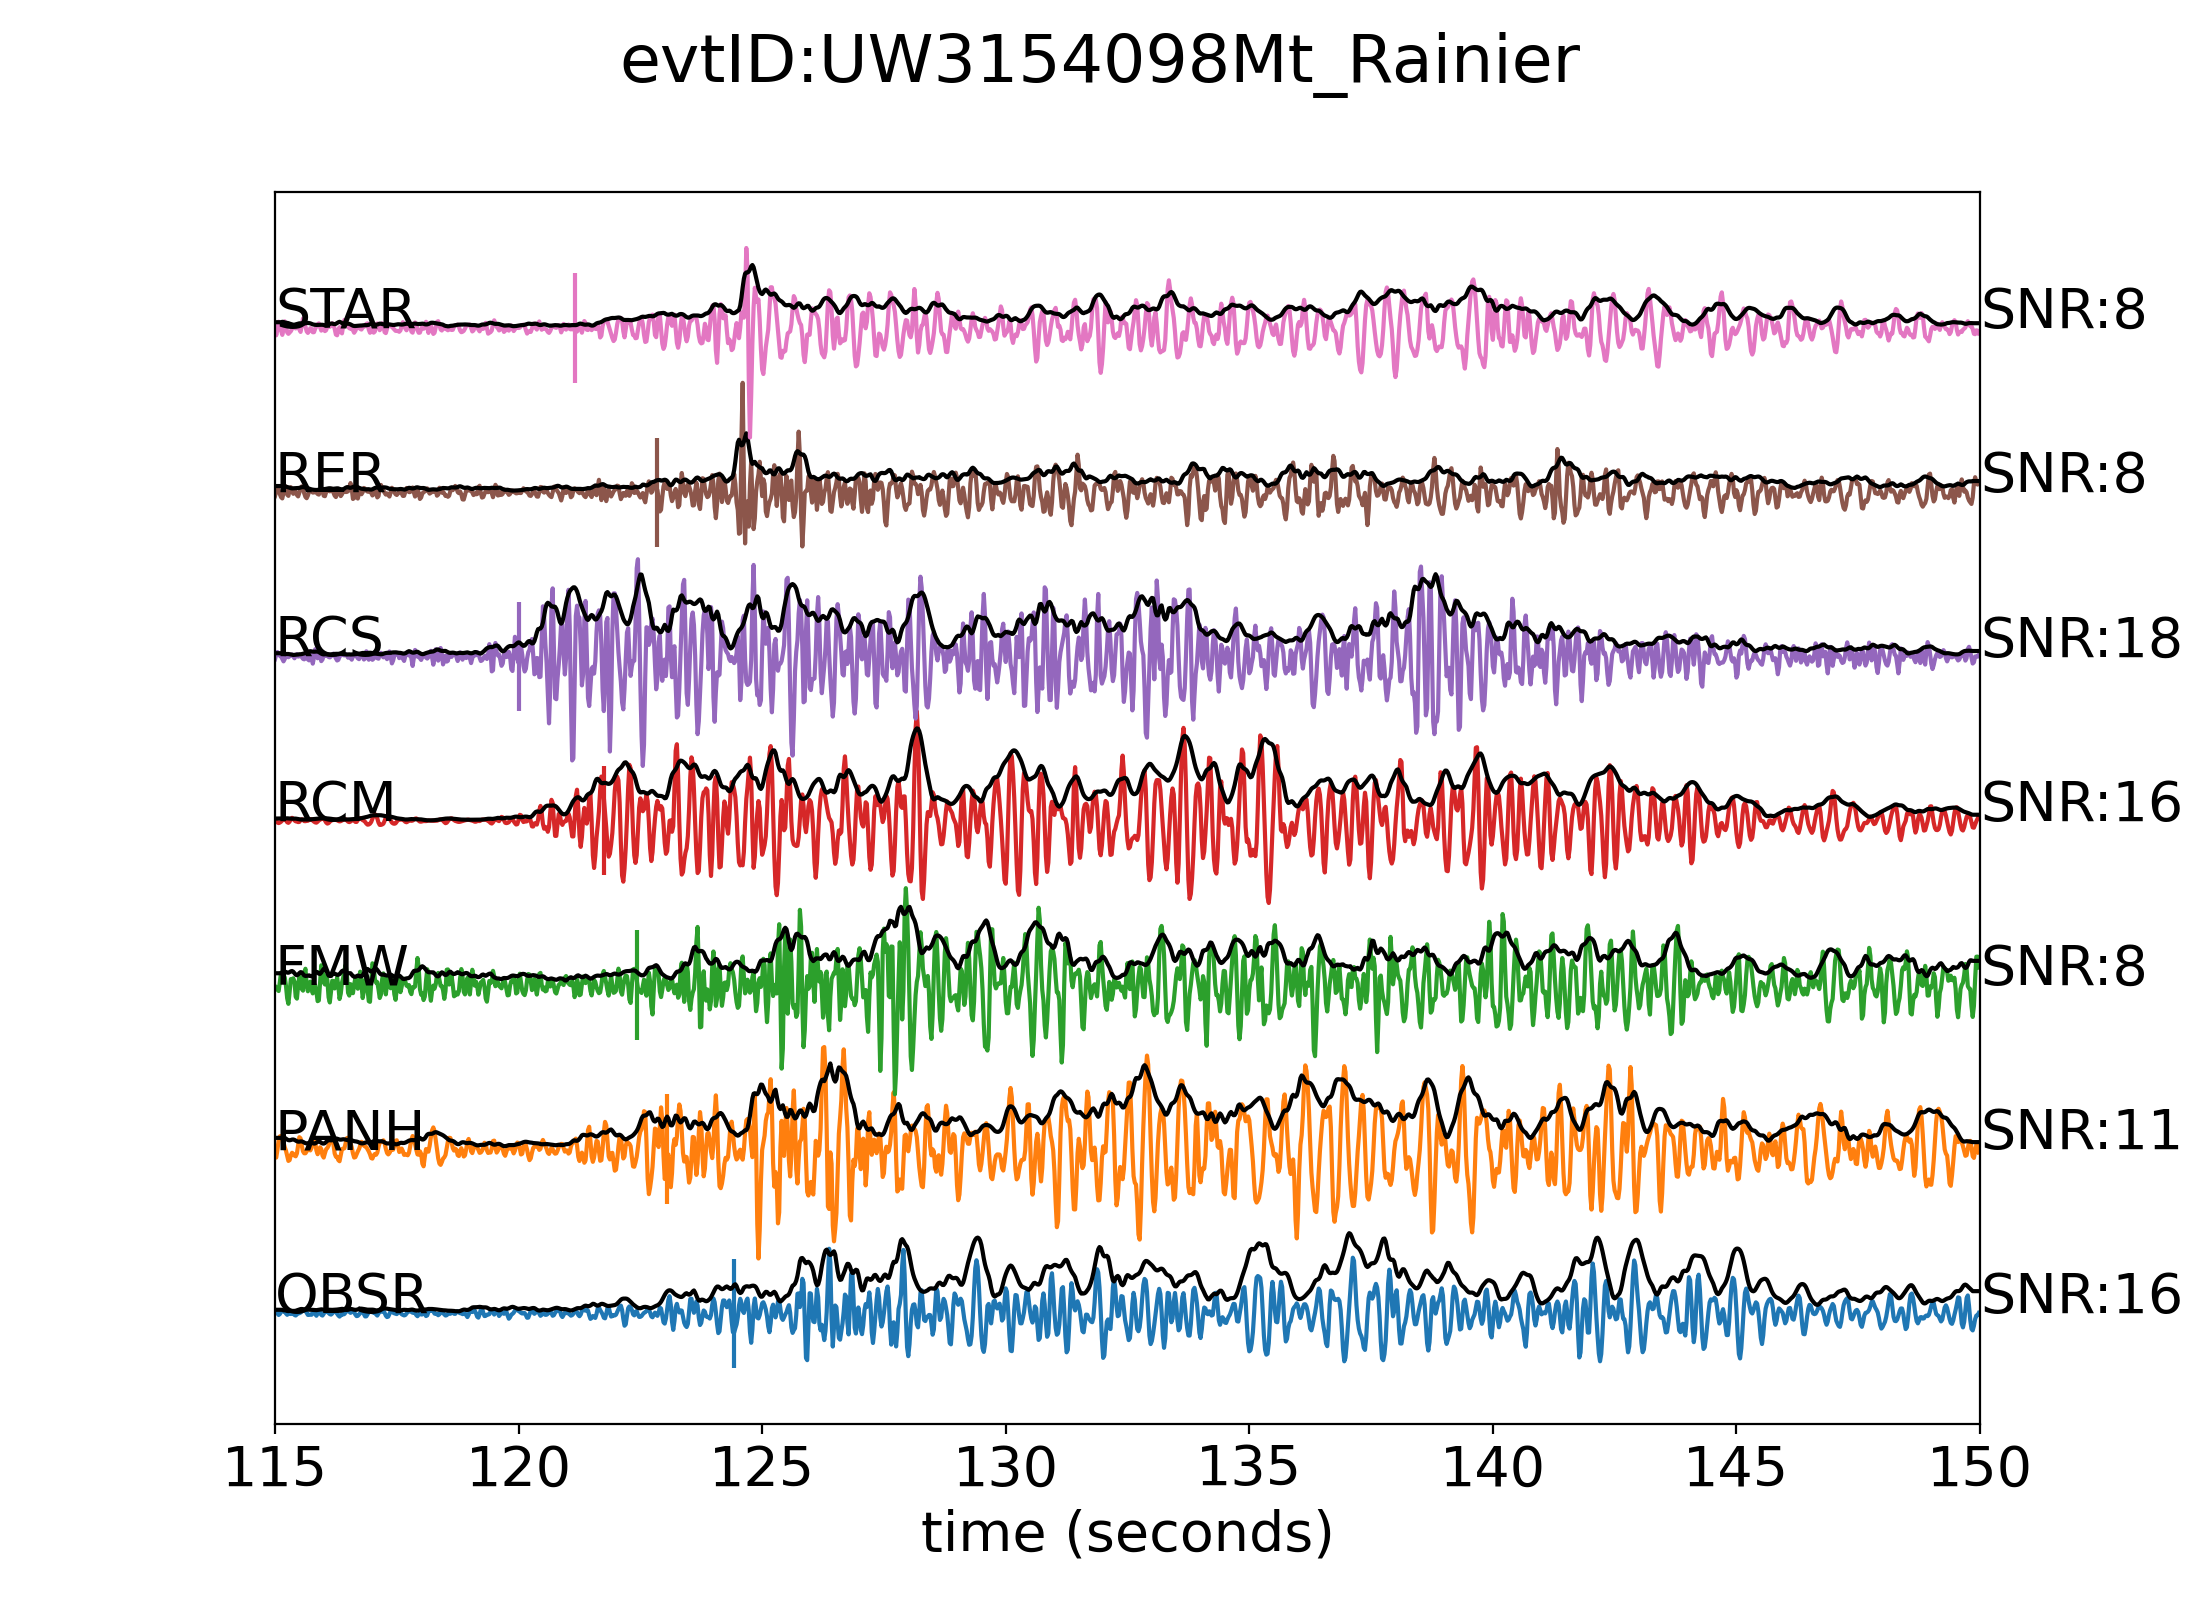 evtID:UW3154098Mt_Rainier
STAR SNR:8
RER SNR:8
RCS SNR:18
RCM SNR:16
FMW SNR:8
PANH SNR:11
OBSR SNR:16
115 120 125 130 135 140 145 150
time (seconds)